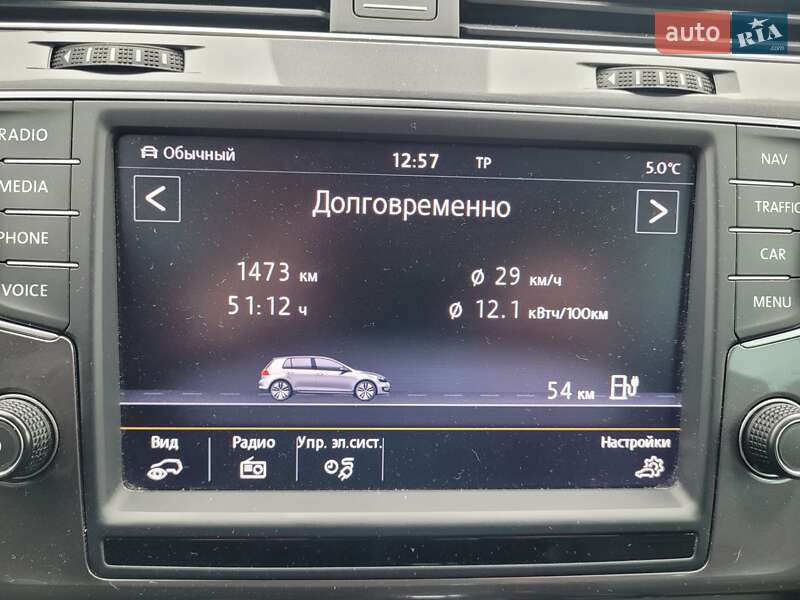 auto RIA .com
RADIO
MEDIA
PHONE
VOICE
NAV
TRAFFIC
CAR
MENU
Обычный 12:57 TP 5.0°C
< Долговременно >
1473 км ø 29 км/ч
51:12 ч ø 12.1 кВтч/100км
54 км
Вид Радио Упр. эл.сист. Настройки